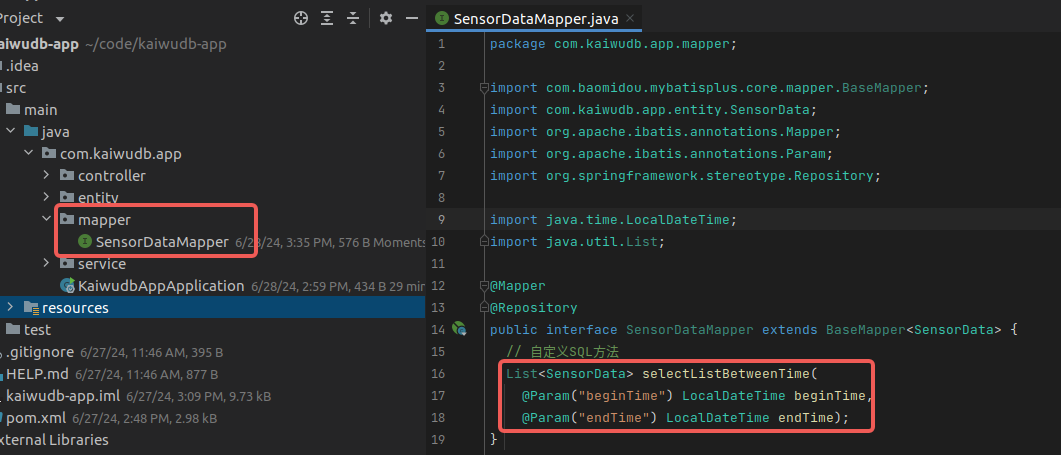 Project
aiwudb-app ~/code/kaiwudb-app
.idea
src
main
java
com.kaiwudb.app
controller
entity
mapper
SensorDataMapper 6/28/24, 3:35 PM, 576 B Moments
service
KaiwudbAppApplication 6/28/24, 2:59 PM, 434 B 29 min
resources
test
.gitignore 6/27/24, 11:46 AM, 395 B
HELP.md 6/27/24, 11:46 AM, 877 B
kaiwudb-app.iml 6/27/24, 3:09 PM, 9.73 kB
pom.xml 6/27/24, 2:48 PM, 2.98 kB
xternal Libraries
SensorDataMapper.java
1 package com.kaiwudb.app.mapper;
2
3 import com.baomidou.mybatisplus.core.mapper.BaseMapper;
4 import com.kaiwudb.app.entity.SensorData;
5 import org.apache.ibatis.annotations.Mapper;
6 import org.apache.ibatis.annotations.Param;
7 import org.springframework.stereotype.Repository;
8
9 import java.time.LocalDateTime;
10 import java.util.List;
11
12 @Mapper
13 @Repository
14 public interface SensorDataMapper extends BaseMapper<SensorData> {
15 // 自定义SQL方法
16 List<SensorData> selectListBetweenTime(
17 @Param("beginTime") LocalDateTime beginTime,
18 @Param("endTime") LocalDateTime endTime);
19 }